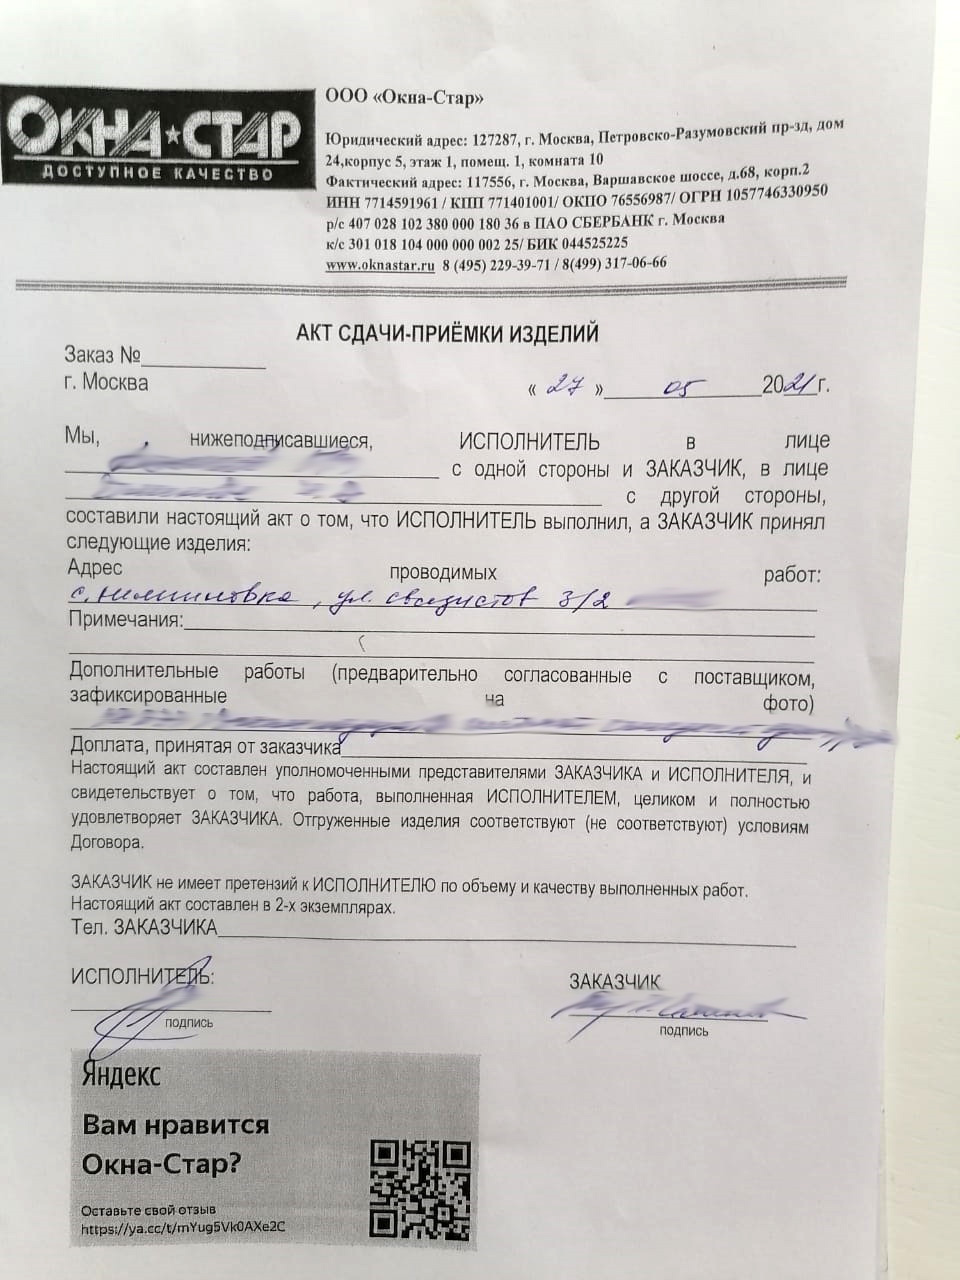 ОКНА★СТАР
ДОСТУПНОЕ КАЧЕСТВО
ООО «Окна-Стар»
Юридический адрес: 127287, г. Москва, Петровско-Разумовский пр-зд, дом
24,корпус 5, этаж 1, помещ. 1, комната 10
Фактический адрес: 117556, г. Москва, Варшавское шоссе, д.68, корп.2
ИНН 7714591961 / КПП 771401001/ ОКПО 76556987/ ОГРН 1057746330950
р/с 407 028 102 380 000 180 36 в ПАО СБЕРБАНК г. Москва
к/с 301 018 104 000 000 002 25/ БИК 044525225
www.oknastar.ru 8 (495) 229-39-71 / 8(499) 317-06-66
АКТ СДАЧИ-ПРИЁМКИ ИЗДЕЛИЙ
Заказ №
г. Москва « 27 » 05 2021 г.
Мы, нижеподписавшиеся, ИСПОЛНИТЕЛЬ в лице
с одной стороны и ЗАКАЗЧИК, в лице
с другой стороны,
составили настоящий акт о том, что ИСПОЛНИТЕЛЬ выполнил, а ЗАКАЗЧИК принял
следующие изделия:
Адрес проводимых работ:
ул. 3/2
Примечания:
Дополнительные работы (предварительно согласованные с поставщиком,
зафиксированные на фото)
Доплата, принятая от заказчика
Настоящий акт составлен уполномоченными представителями ЗАКАЗЧИКА и ИСПОЛНИТЕЛЯ, и
свидетельствует о том, что работа, выполненная ИСПОЛНИТЕЛЕМ, целиком и полностью
удовлетворяет ЗАКАЗЧИКА. Отгруженные изделия соответствуют (не соответствуют) условиям
Договора.
ЗАКАЗЧИК не имеет претензий к ИСПОЛНИТЕЛЮ по объему и качеству выполненных работ.
Настоящий акт составлен в 2-х экземплярах.
Тел. ЗАКАЗЧИКА
ИСПОЛНИТЕЛЬ: ЗАКАЗЧИК
подпись подпись
Яндекс
Вам нравится
Окна-Стар?
Оставьте свой отзыв
https://ya.cc/t/mYug5Vk0AXe2C